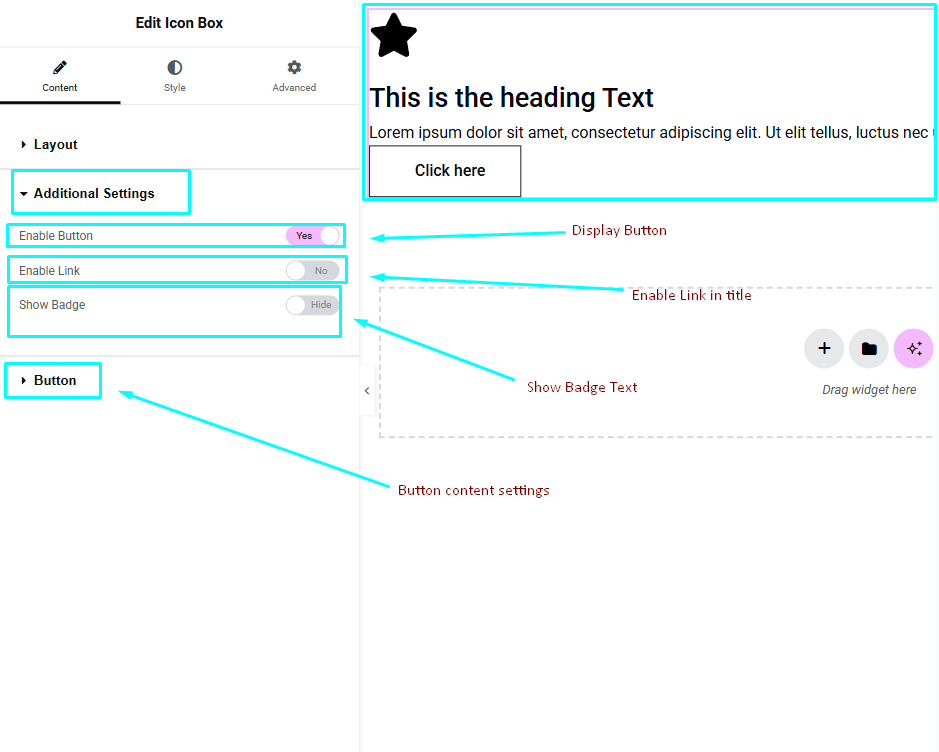 Edit Icon Box
Content
Style
Advanced
Layout
Additional Settings
Enable Button
Yes
Enable Link
No
Show Badge
Hide
Button
This is the heading Text
Lorem ipsum dolor sit amet, consectetur adipiscing elit. Ut elit tellus, luctus nec
Click here
Display Button
Enable Link in title
Drag widget here
Show Badge Text
Button content settings